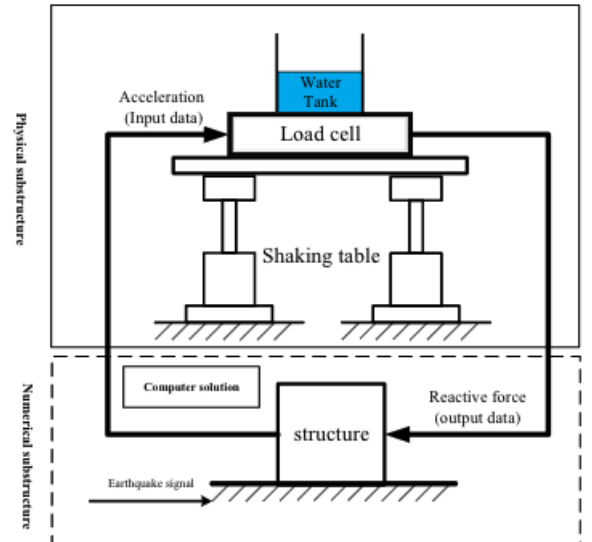 Physical substructure
Water
Tank
Acceleration
(Input data)
Load cell
Shaking table
Numerical substructure
Computer solution
Reactive force
(output data)
structure
Earthquake signal